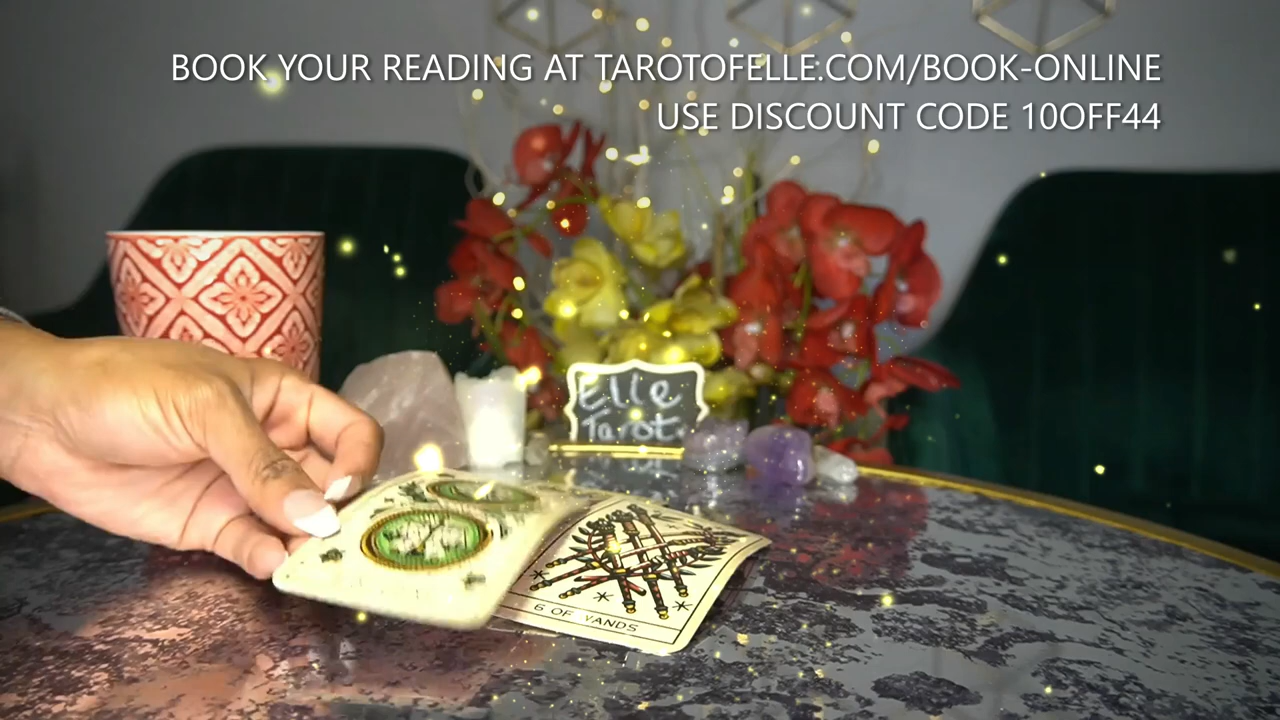 BOOK YOUR READING AT TAROTOFELLE.COM/BOOK-ONLINE
USE DISCOUNT CODE 10OFF44
Elle
Tarot
6 OF WANDS